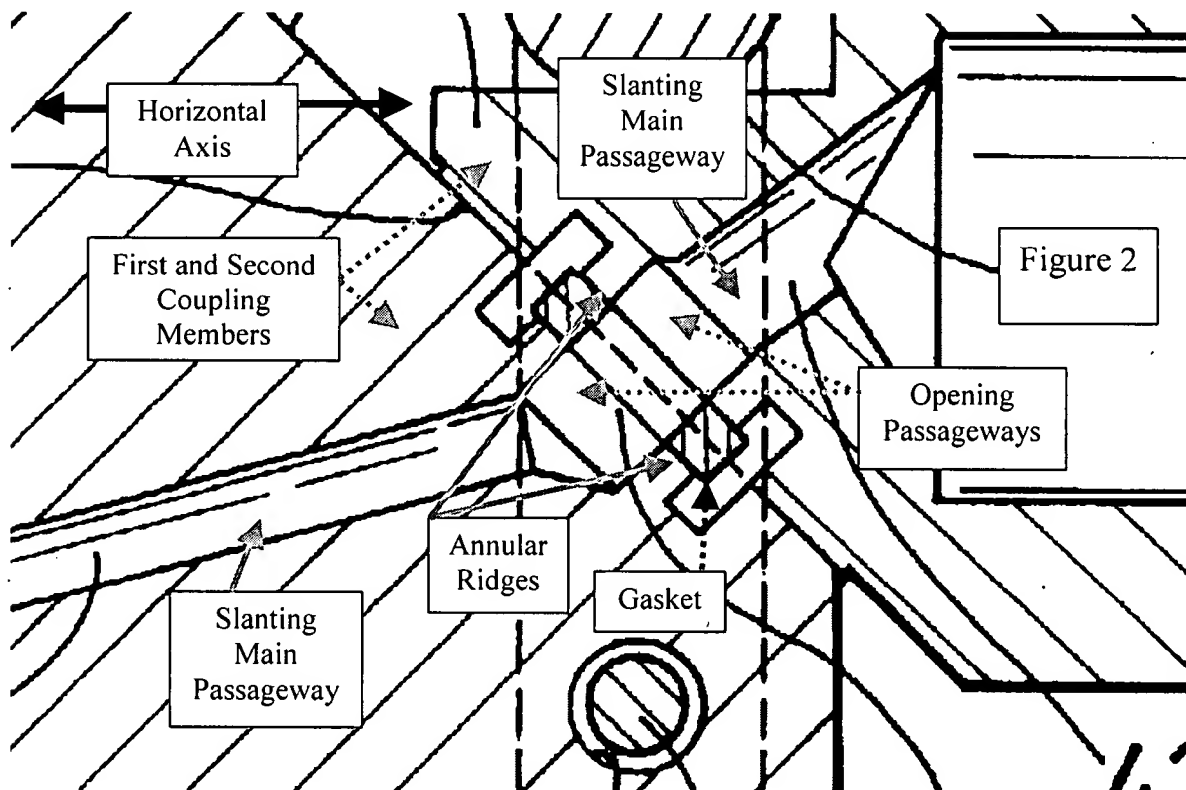 Horizontal
Axis
Slanting
Main
Passageway
First and Second
Coupling
Members
Figure 2
Opening
Passageways
Annular
Ridges
Gasket
Slanting
Main
Passageway